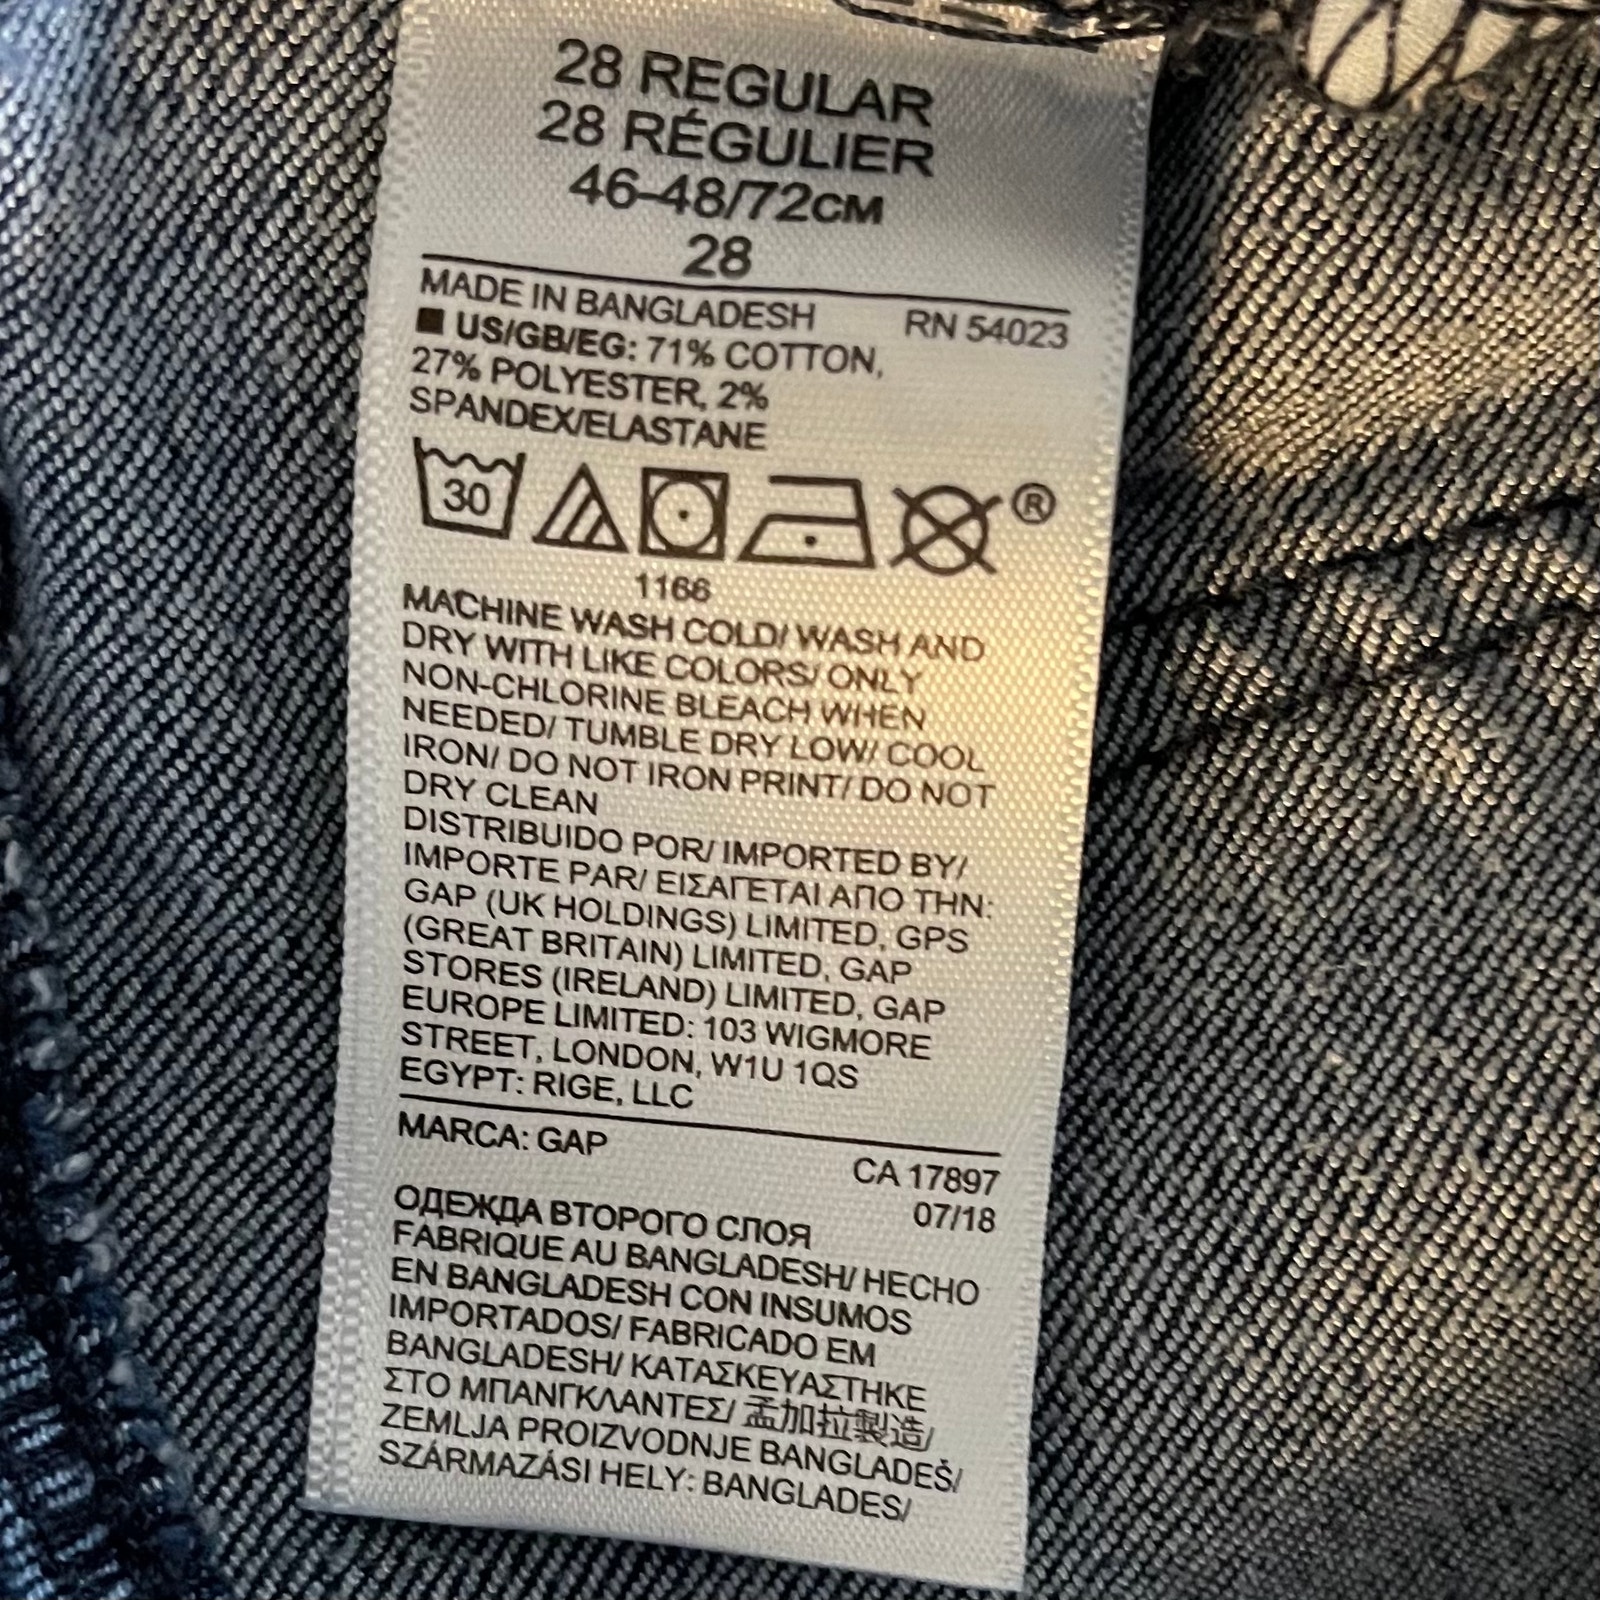 28 REGULAR
28 RÉGULIER
46-48/72CM
28
MADE IN BANGLADESH RN 54023
US/GB/EG: 71% COTTON,
27% POLYESTER, 2%
SPANDEX/ELASTANE
30 ®
1166
MACHINE WASH COLD/ WASH AND
DRY WITH LIKE COLORS/ ONLY
NON-CHLORINE BLEACH WHEN
NEEDED/ TUMBLE DRY LOW/ COOL
IRON/ DO NOT IRON PRINT/ DO NOT
DRY CLEAN
DISTRIBUIDO POR/ IMPORTED BY/
IMPORTE PAR/ ΕΙΣΑΓΕΤΑΙ ΑΠΟ ΤΗΝ:
GAP (UK HOLDINGS) LIMITED, GPS
(GREAT BRITAIN) LIMITED, GAP
STORES (IRELAND) LIMITED, GAP
EUROPE LIMITED: 103 WIGMORE
STREET, LONDON, W1U 1QS
EGYPT: RIGE, LLC
MARCA: GAP
CA 17897
07/18
ОДЕЖДА ВТОРОГО СЛОЯ
FABRIQUE AU BANGLADESH/ HECHO
EN BANGLADESH CON INSUMOS
IMPORTADOS/ FABRICADO EM
BANGLADESH/ ΚΑΤΑΣΚΕΥΑΣΤΗΚΕ
ΣΤΟ ΜΠΑΝΓΚΛΑΝΤΕΣ/ 孟加拉製造/
ZEMLJA PROIZVODNJE BANGLADEŠ/
SZÁRMAZÁSI HELY: BANGLADES/